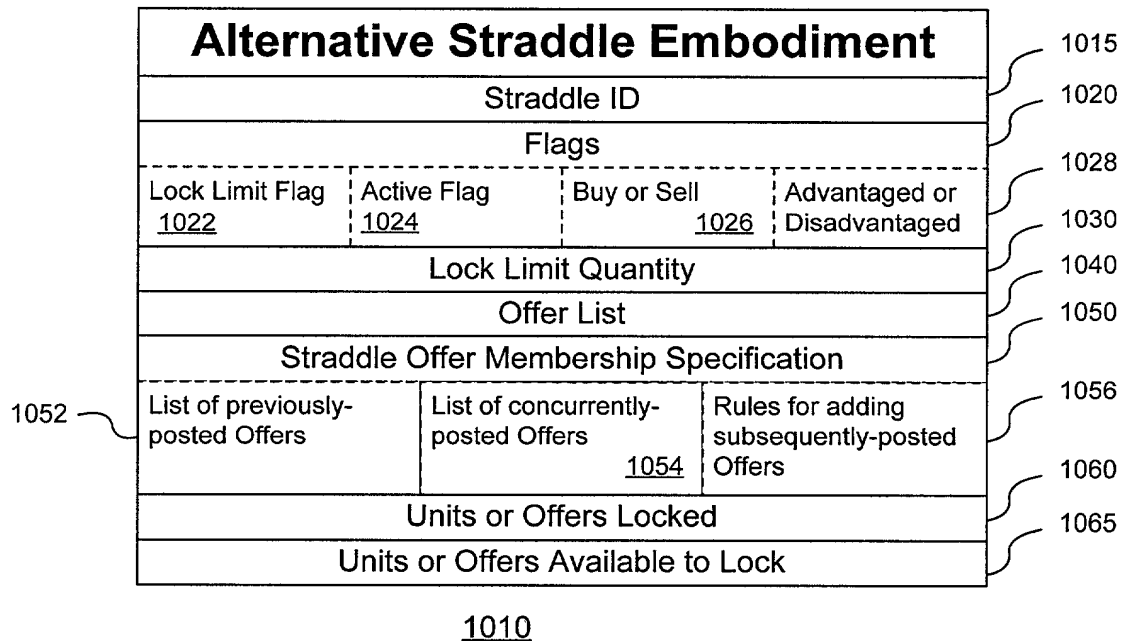 Alternative Straddle Embodiment
1015
Straddle ID
1020
Flags
1028
Lock Limit Flag
1022
Active Flag
1024
Buy or Sell
1026
Advantaged or
Disadvantaged
1030
Lock Limit Quantity
1040
Offer List
1050
Straddle Offer Membership Specification
1052
List of previously-
posted Offers
List of concurrently-
posted Offers
1054
Rules for adding
subsequently-posted
Offers
1056
1060
Units or Offers Locked
1065
Units or Offers Available to Lock
1010